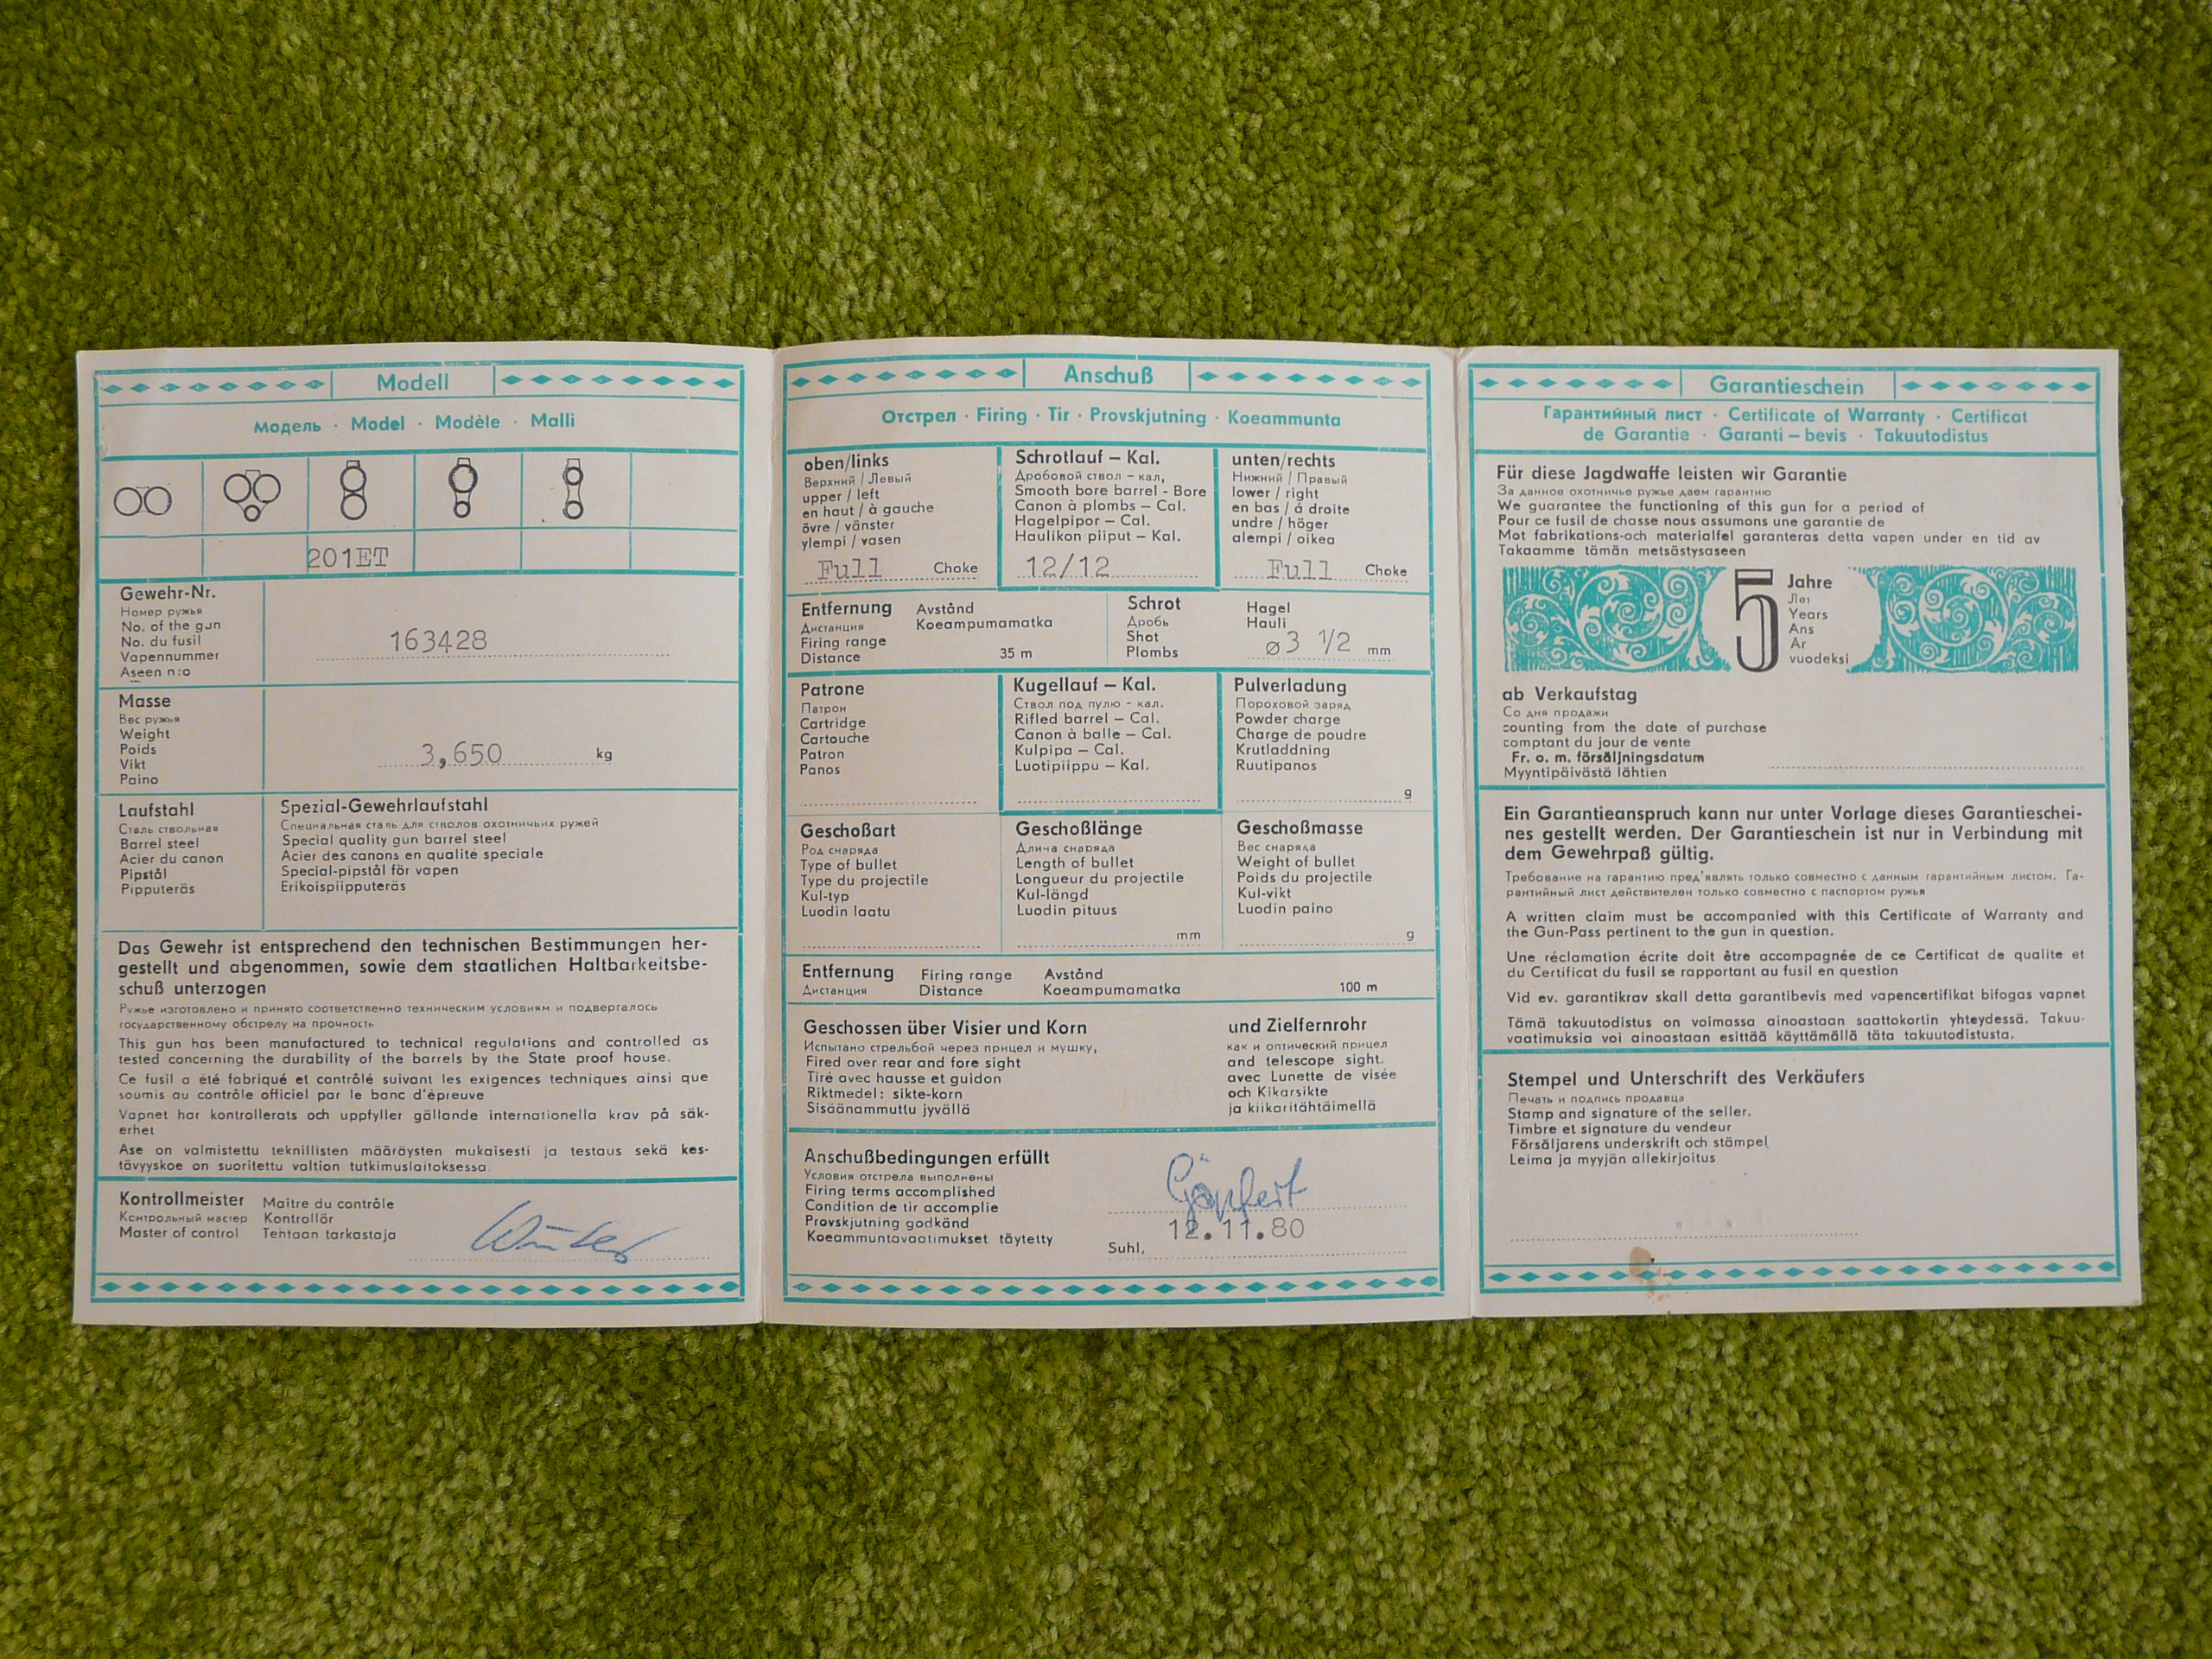 Modell
Модель · Model · Modèle · Malli
201ET
Gewehr-Nr.
Номер ружья
No. of the gun
No. du fusil
Vapennummer
Aseen n:o
163428
Masse
Вес ружья
Weight
Poids
Vikt
Paino
3,650 kg
Laufstahl
Сталь ствольная
Barrel steel
Acier du canon
Pipstål
Pipputeräs
Spezial-Gewehrlaufstahl
Специальная сталь для стволов охотничьих ружей
Special quality gun barrel steel
Acier des canons en qualité speciale
Special-pipstål för vapen
Erikoispiipputeräs
Das Gewehr ist entsprechend den technischen Bestimmungen her-
gestellt und abgenommen, sowie dem staatlichen Haltbarkeitsbe-
schuß unterzogen
Ружье изготовлено и принято соответственно техническим условиям и подвергалось
государственному обстрелу на прочность
This gun has been manufactured to technical regulations and controlled as
tested concerning the durability of the barrels by the State proof house.
Ce fusil a été fabriqué et contrôlé suivant les exigences techniques ainsi que
soumis au contrôle officiel par le banc d'épreuve
Vapnet har kontrollerats och uppfyller gällande internationella krav på säk-
erhet
Ase on valmistettu teknillisten määräysten mukaisesti ja testaus sekä kes-
tävyyskoe on suoritettu valtion tutkimuslaitoksessa.
Kontrollmeister Maître du contrôle
Контрольный мастер Kontrollör
Master of control Tehtaan tarkastaja
Anschuß
Отстрел · Firing · Tir · Provskjutning · Koeammunta
oben/links
Верхний / Левый
upper / left
en haut / à gauche
övre / vänster
ylempi / vasen
Full Choke
Schrotlauf – Kal.
Дробовой ствол – кал,
Smooth bore barrel - Bore
Canon à plombs – Cal.
Hagelpipor – Cal.
Haulikon piiput – Kal.
12/12
unten/rechts
Нижний / Правый
lower / right
en bas / à droite
undre / höger
alempi / oikea
Full Choke
Entfernung Avstånd
Дистанция Koeampumamatka
Firing range
Distance 35 m
Schrot Hagel
Дробь Hauli
Shot
Plombs ø3 1/2 mm
Patrone
Патрон
Cartridge
Cartouche
Patron
Panos
Kugellauf – Kal.
Ствол под пулю - кал.
Rifled barrel – Cal.
Canon à balle – Cal.
Kulpipa – Cal.
Luotipiippu – Kal.
Pulverladung
Пороховой заряд
Powder charge
Charge de poudre
Krutladdning
Ruutipanos
g
Geschoßart
Род снаряда
Type of bullet
Type du projectile
Kul-typ
Luodin laatu
Geschoßlänge
Длина снаряда
Length of bullet
Longueur du projectile
Kul-längd
Luodin pituus
mm
Geschoßmasse
Вес снаряда
Weight of bullet
Poids du projectile
Kul-vikt
Luodin paino
g
Entfernung Firing range Avstånd
Дистанция Distance Koeampumamatka 100 m
Geschossen über Visier und Korn
Испытано стрельбой через прицел и мушку,
Fired over rear and fore sight
Tiré avec hausse et guidon
Riktmedel: sikte-korn
Sisäänammuttu jyvällä
und Zielfernrohr
как и оптический прицел
and telescope sight.
avec Lunette de visée
och Kikarsikte
ja kiikaritähtäimellä
Anschußbedingungen erfüllt
Условия отстрела выполнены
Firing terms accomplished
Condition de tir accomplie
Provskjutning godkänd
Koeammuntavaatimukset täytetty
Göpfert
Suhl, 12.11.80
Garantieschein
Гарантийный лист · Certificate of Warranty · Certificat
de Garantie · Garanti – bevis · Takuutodistus
Für diese Jagdwaffe leisten wir Garantie
За данное охотничье ружье даем гарантию
We guarantee the functioning of this gun for a period of
Pour ce fusil de chasse nous assumons une garantie de
Mot fabrikations-och materialfel garanteras detta vapen under en tid av
Takaamme tämän metsästysaseen
5 Jahre
Years
Ans
År
vuodeksi
ab Verkaufstag
Со дня продажи
counting from the date of purchase
comptant du jour de vente
Fr. o. m. försäljningsdatum
Myyntipäivästä lähtien
Ein Garantieanspruch kann nur unter Vorlage dieses Garantieschei-
nes gestellt werden. Der Garantieschein ist nur in Verbindung mit
dem Gewehrpaß gültig.
Требование на гарантию пред'являть только совместно с данным гарантийным листом. Га-
рантийный лист действителен только совместно с паспортом ружья
A written claim must be accompanied with this Certificate of Warranty and
the Gun-Pass pertinent to the gun in question.
Une réclamation écrite doit être accompagnée de ce Certificat de qualite et
du Certificat du fusil se rapportant au fusil en question
Vid ev. garantikrav skall detta garantibevis med vapencertifikat bifogas vapnet
Tämä takuutodistus on voimassa ainoastaan saattokortin yhteydessä. Takuu-
vaatimuksia voi ainoastaan esittää käyttämällä täta takuutodistusta.
Stempel und Unterschrift des Verkäufers
Печать и подпись продавца
Stamp and signature of the seller.
Timbre et signature du vendeur
Försäljarens underskrift och stämpel
Leima ja myyjän allekirjoitus